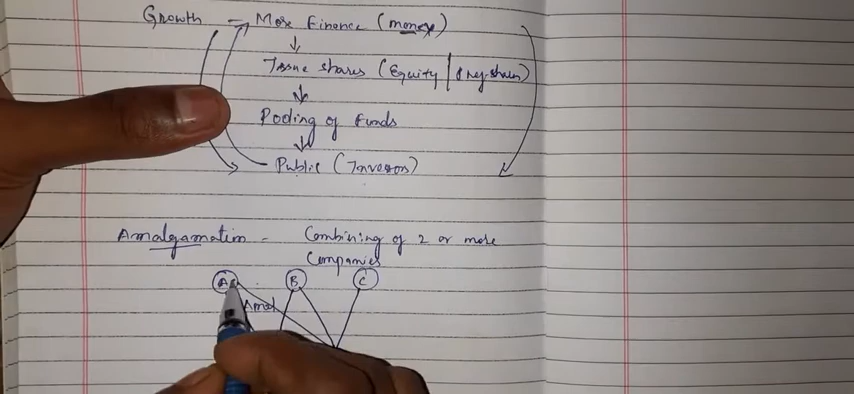 Growth = More Finance (money)
Issue shares (Equity / Pref. shares)
Pooling of funds
Public (Investors)
Amalgamation - Combining of 2 or more
Companies
A B C
Amal